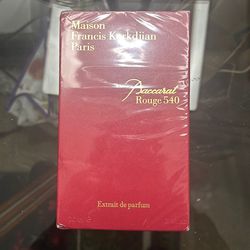 Maison
Francis Kurkdjian
Paris
Baccarat
Rouge 540
Extrait de parfum